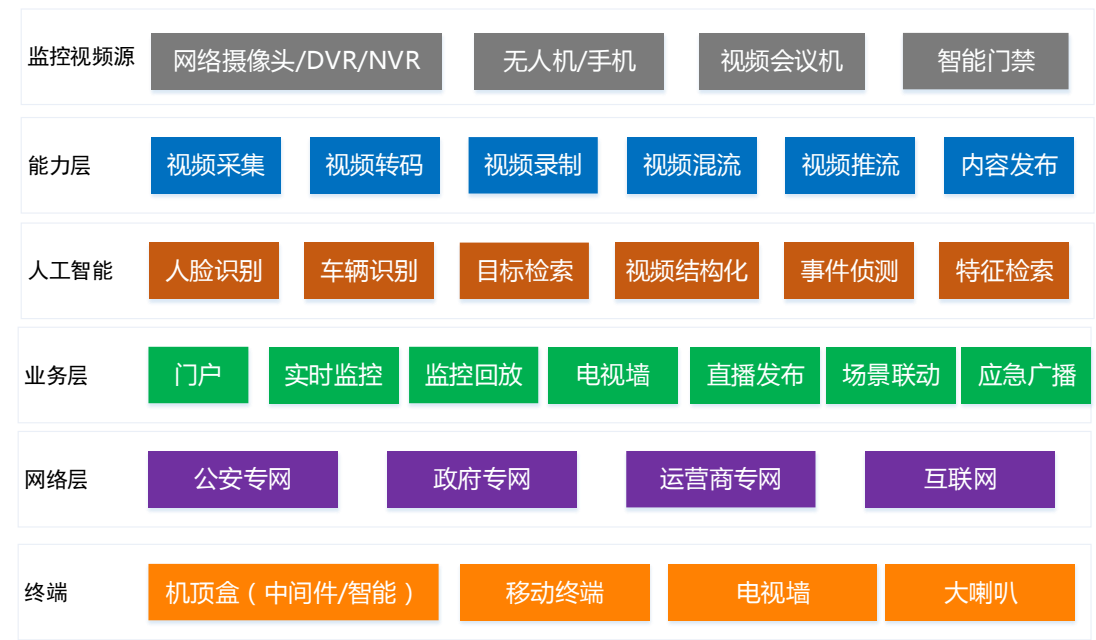 监控视频源 网络摄像头/DVR/NVR 无人机/手机 视频会议机 智能门禁
能力层 视频采集 视频转码 视频录制 视频混流 视频推流 内容发布
人工智能 人脸识别 车辆识别 目标检索 视频结构化 事件侦测 特征检索
业务层 门户 实时监控 监控回放 电视墙 直播发布 场景联动 应急广播
网络层 公安专网 政府专网 运营商专网 互联网
终端 机顶盒（中间件/智能） 移动终端 电视墙 大喇叭